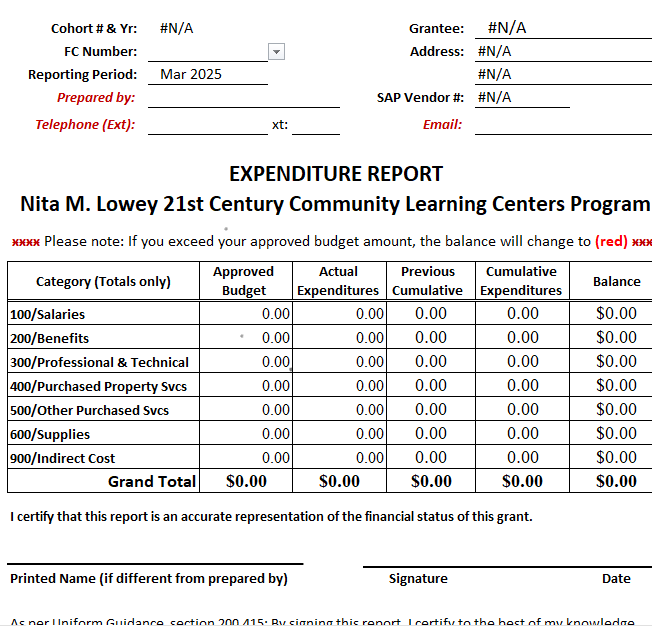 Cohort # & Yr: #N/A Grantee: #N/A
FC Number: Address: #N/A
Reporting Period: Mar 2025 #N/A
Prepared by: SAP Vendor #: #N/A
Telephone (Ext): xt: Email:
EXPENDITURE REPORT
Nita M. Lowey 21st Century Community Learning Centers Program
xxxx Please note: If you exceed your approved budget amount, the balance will change to (red) xxx
Category (Totals only) Approved Budget Actual Expenditures Previous Cumulative Cumulative Expenditures Balance
100/Salaries 0.00 0.00 0.00 0.00 $0.00
200/Benefits 0.00 0.00 0.00 0.00 $0.00
300/Professional & Technical 0.00 0.00 0.00 0.00 $0.00
400/Purchased Property Svcs 0.00 0.00 0.00 0.00 $0.00
500/Other Purchased Svcs 0.00 0.00 0.00 0.00 $0.00
600/Supplies 0.00 0.00 0.00 0.00 $0.00
900/Indirect Cost 0.00 0.00 0.00 0.00 $0.00
Grand Total $0.00 $0.00 $0.00 $0.00 $0.00
I certify that this report is an accurate representation of the financial status of this grant.
Printed Name (if different from prepared by) Signature Date
As per Uniform Guidance, section 200.415: By signing this report, I certify to the best of my knowledge